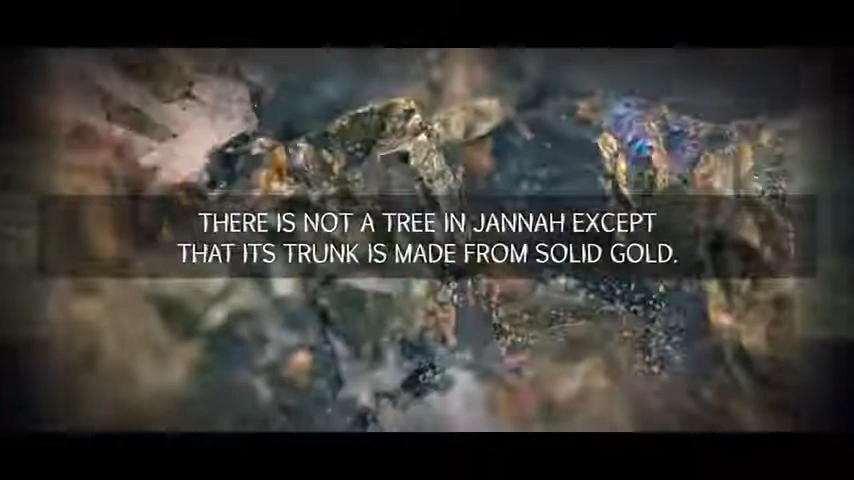 THERE IS NOT A TREE IN JANNAH EXCEPT
THAT ITS TRUNK IS MADE FROM SOLID GOLD.